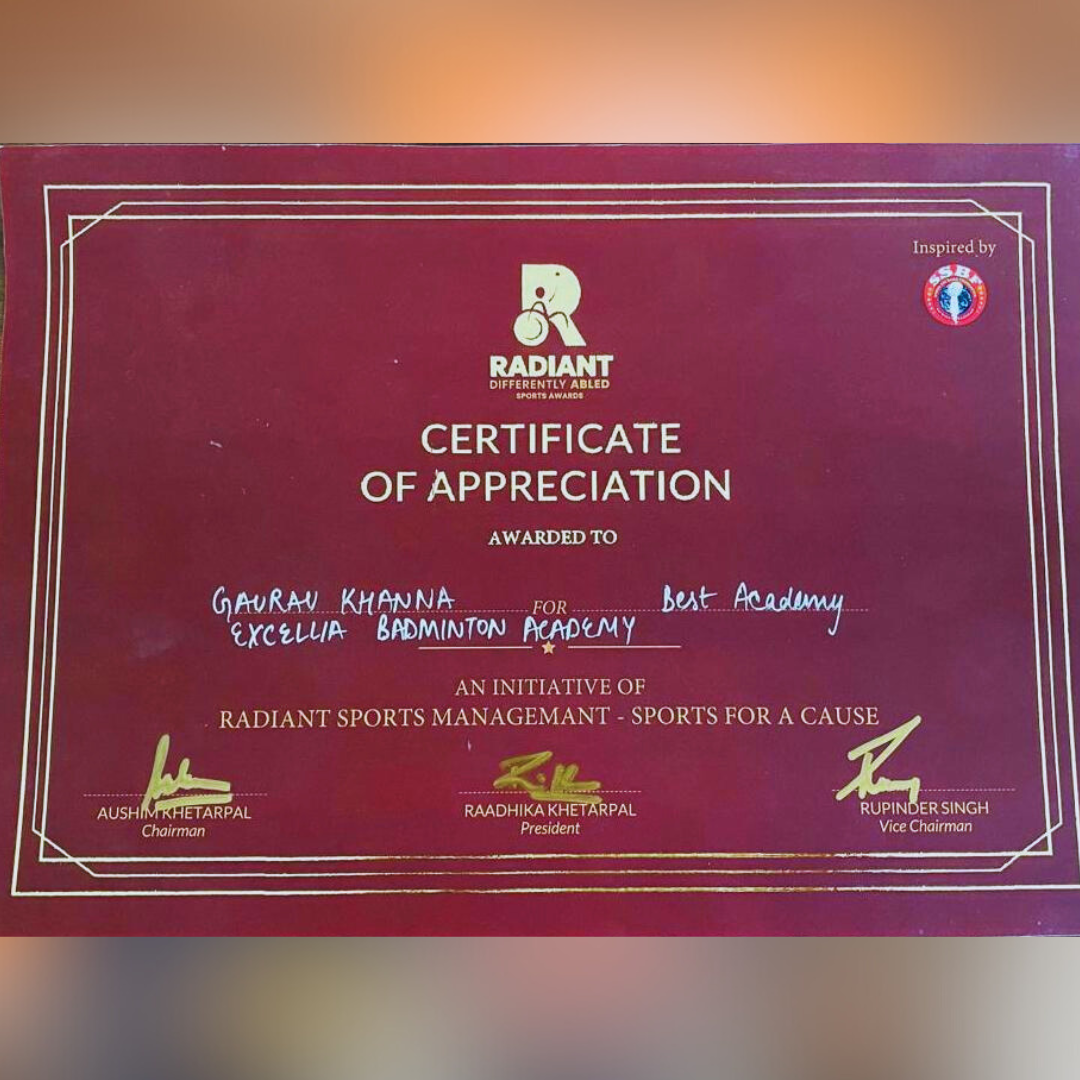 Inspired by
SSBF
RADIANT
DIFFERENTLY ABLED
SPORTS AWARDS
CERTIFICATE
OF APPRECIATION
AWARDED TO
GAURAV KHANNA FOR Best Academy
EXCELLIA BADMINTON ACADEMY
AN INITIATIVE OF
RADIANT SPORTS MANAGEMANT - SPORTS FOR A CAUSE
AUSHIM KHETARPAL
Chairman
RAADHIKA KHETARPAL
President
RUPINDER SINGH
Vice Chairman